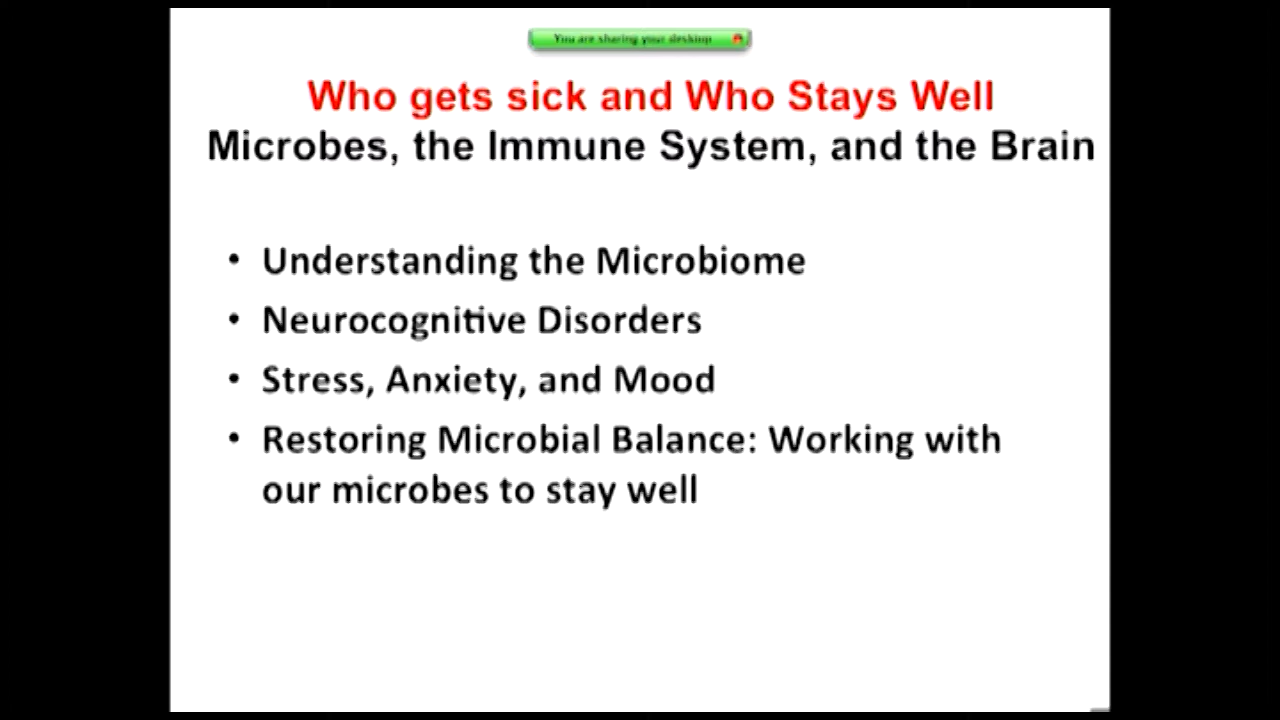 You are sharing your desktop
Who gets sick and Who Stays Well
Microbes, the Immune System, and the Brain
• Understanding the Microbiome
• Neurocognitive Disorders
• Stress, Anxiety, and Mood
• Restoring Microbial Balance: Working with
our microbes to stay well